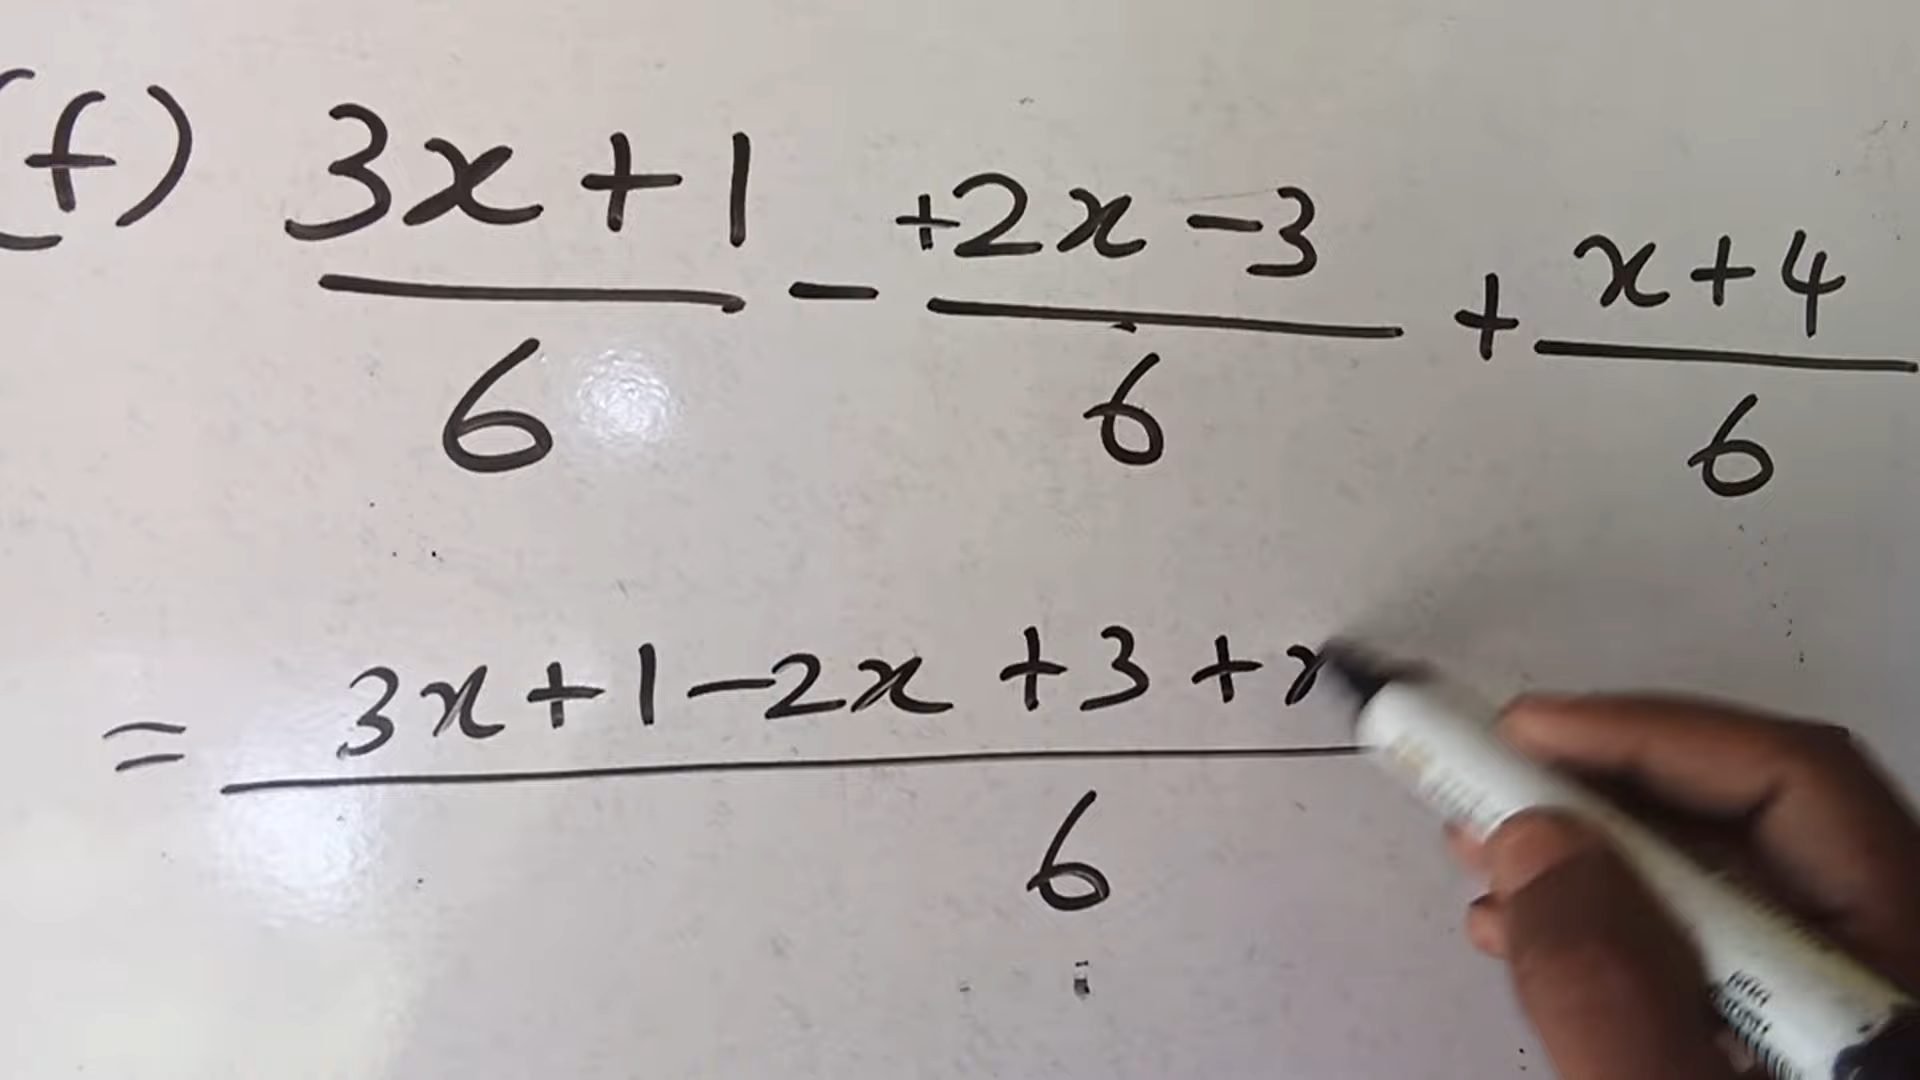 (f) 3x+1/6 - +2x-3/6 + x+4/6
= 3x+1-2x+3+x/6